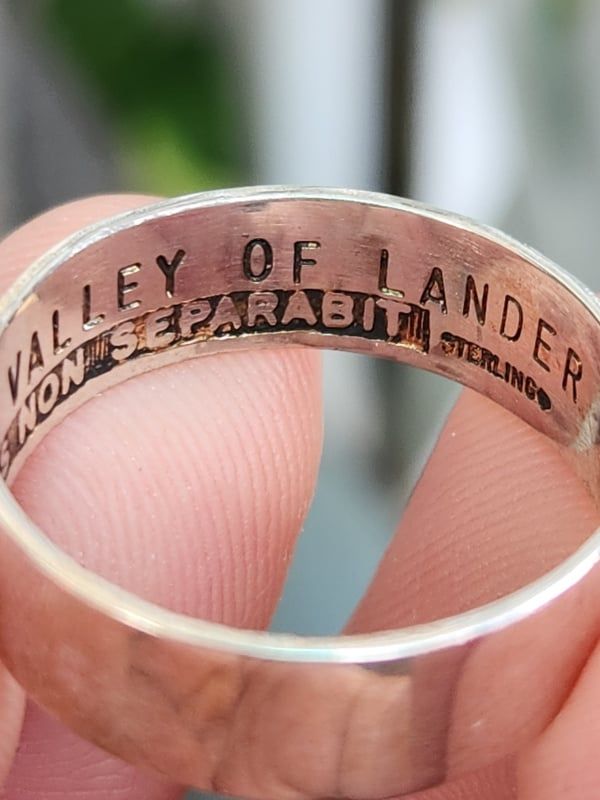 VALLEY OF LANDER
S NON SEPARABIT STERLING